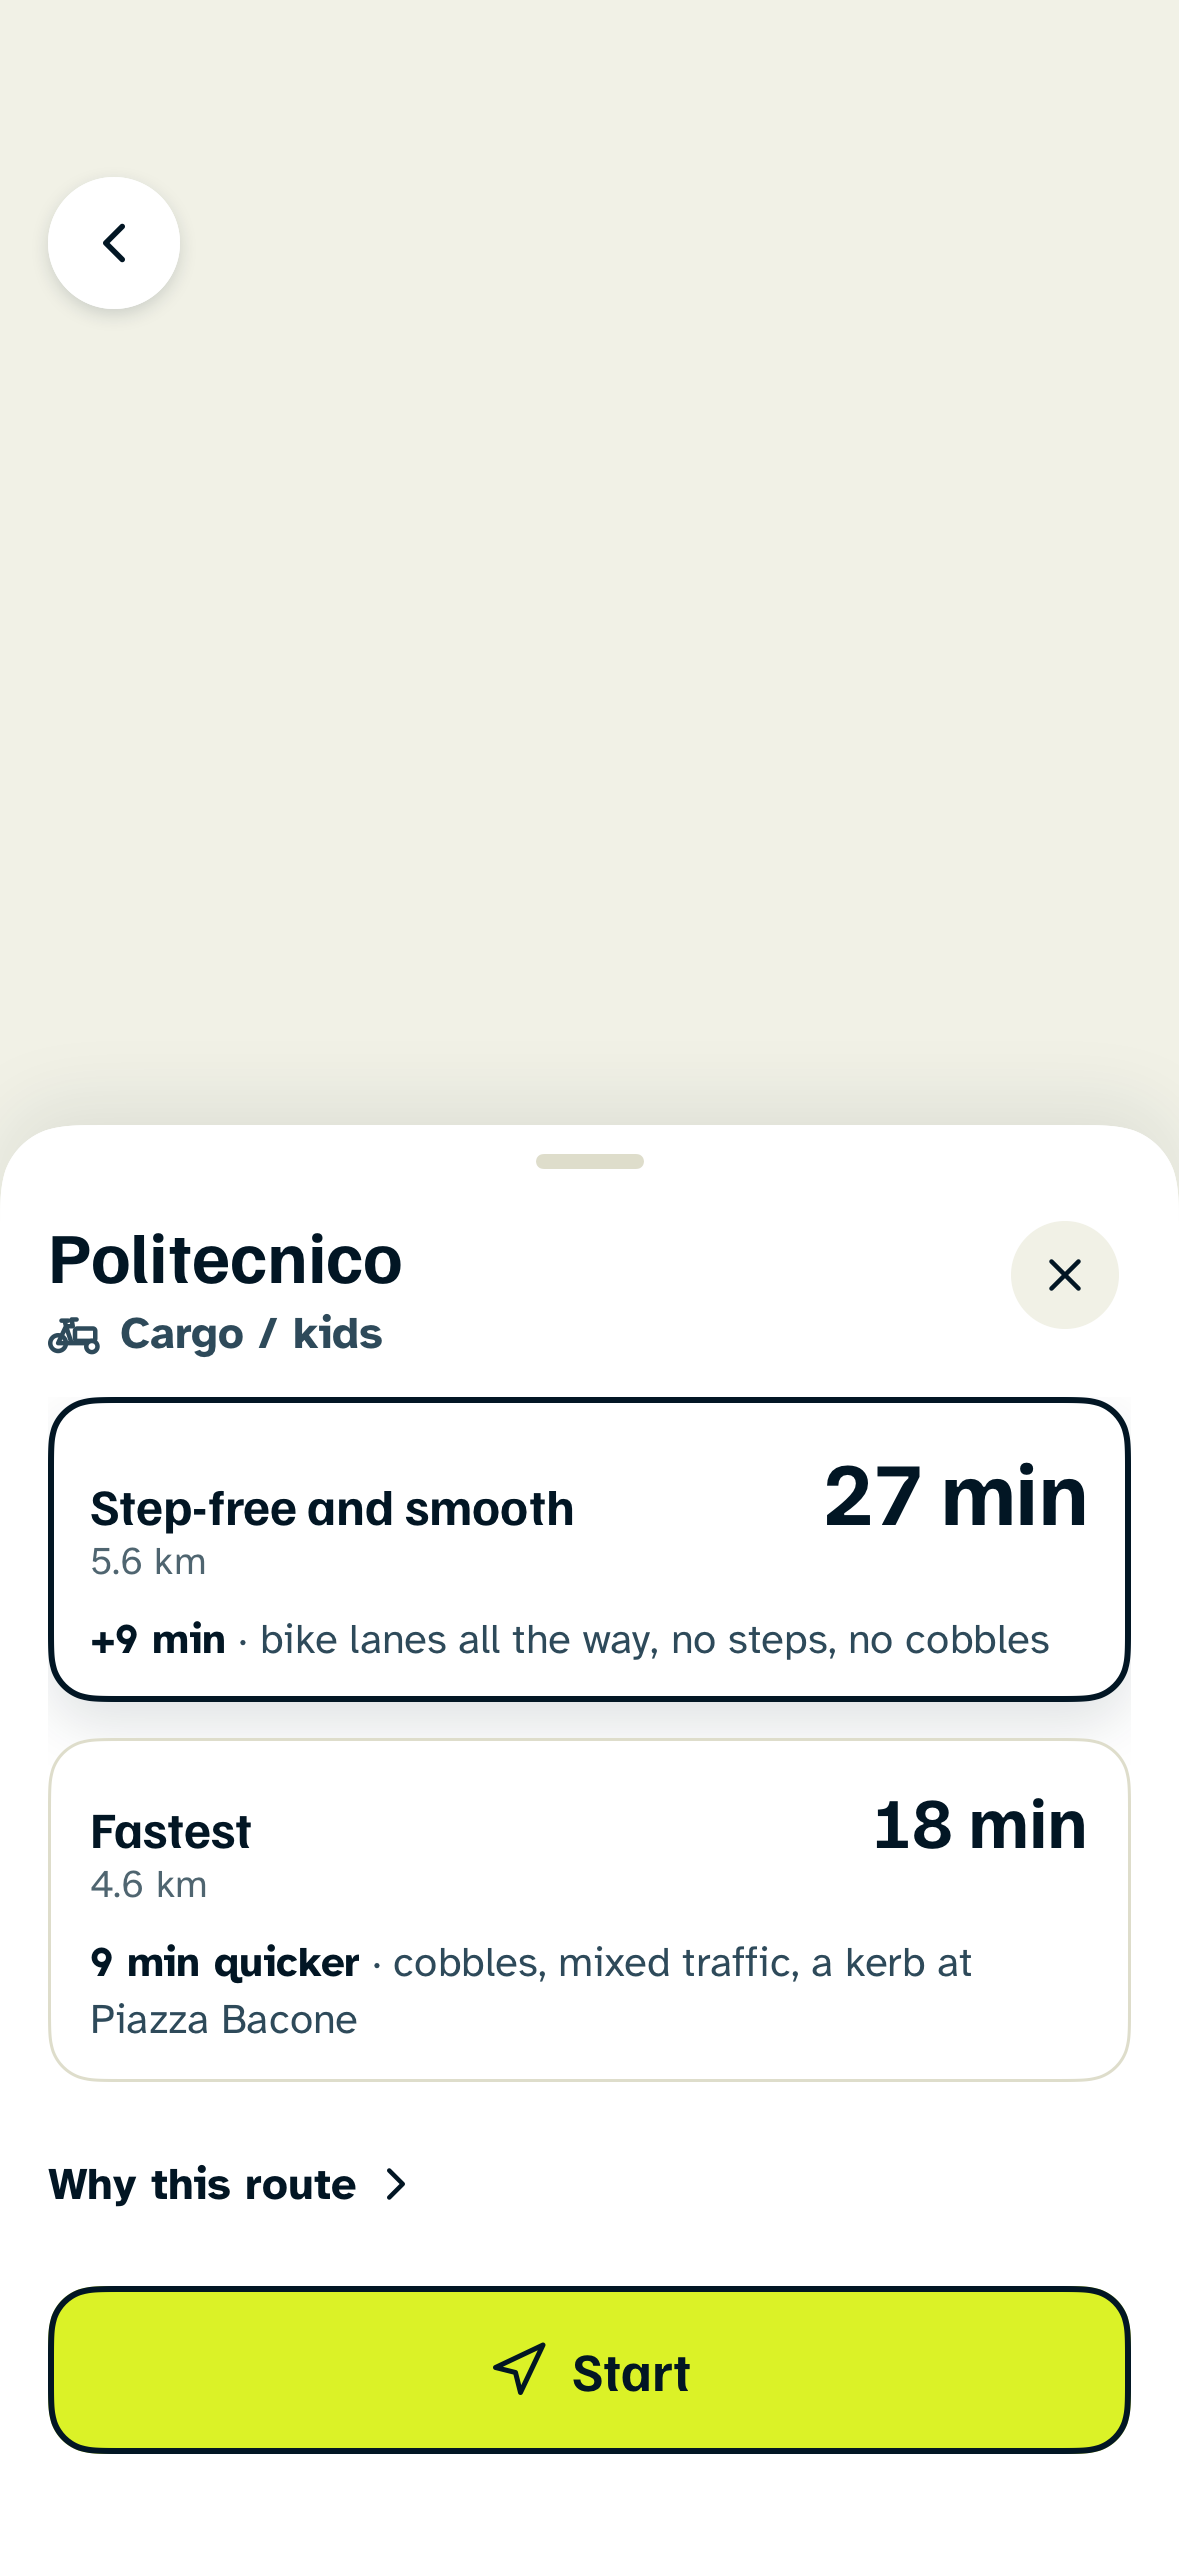 Politecnico
Cargo / kids
Step-free and smooth
27 min
5.6 km
+9 min · bike lanes all the way, no steps, no cobbles
Fastest
18 min
4.6 km
9 min quicker · cobbles, mixed traffic, a kerb at
Piazza Bacone
Why this route
Start